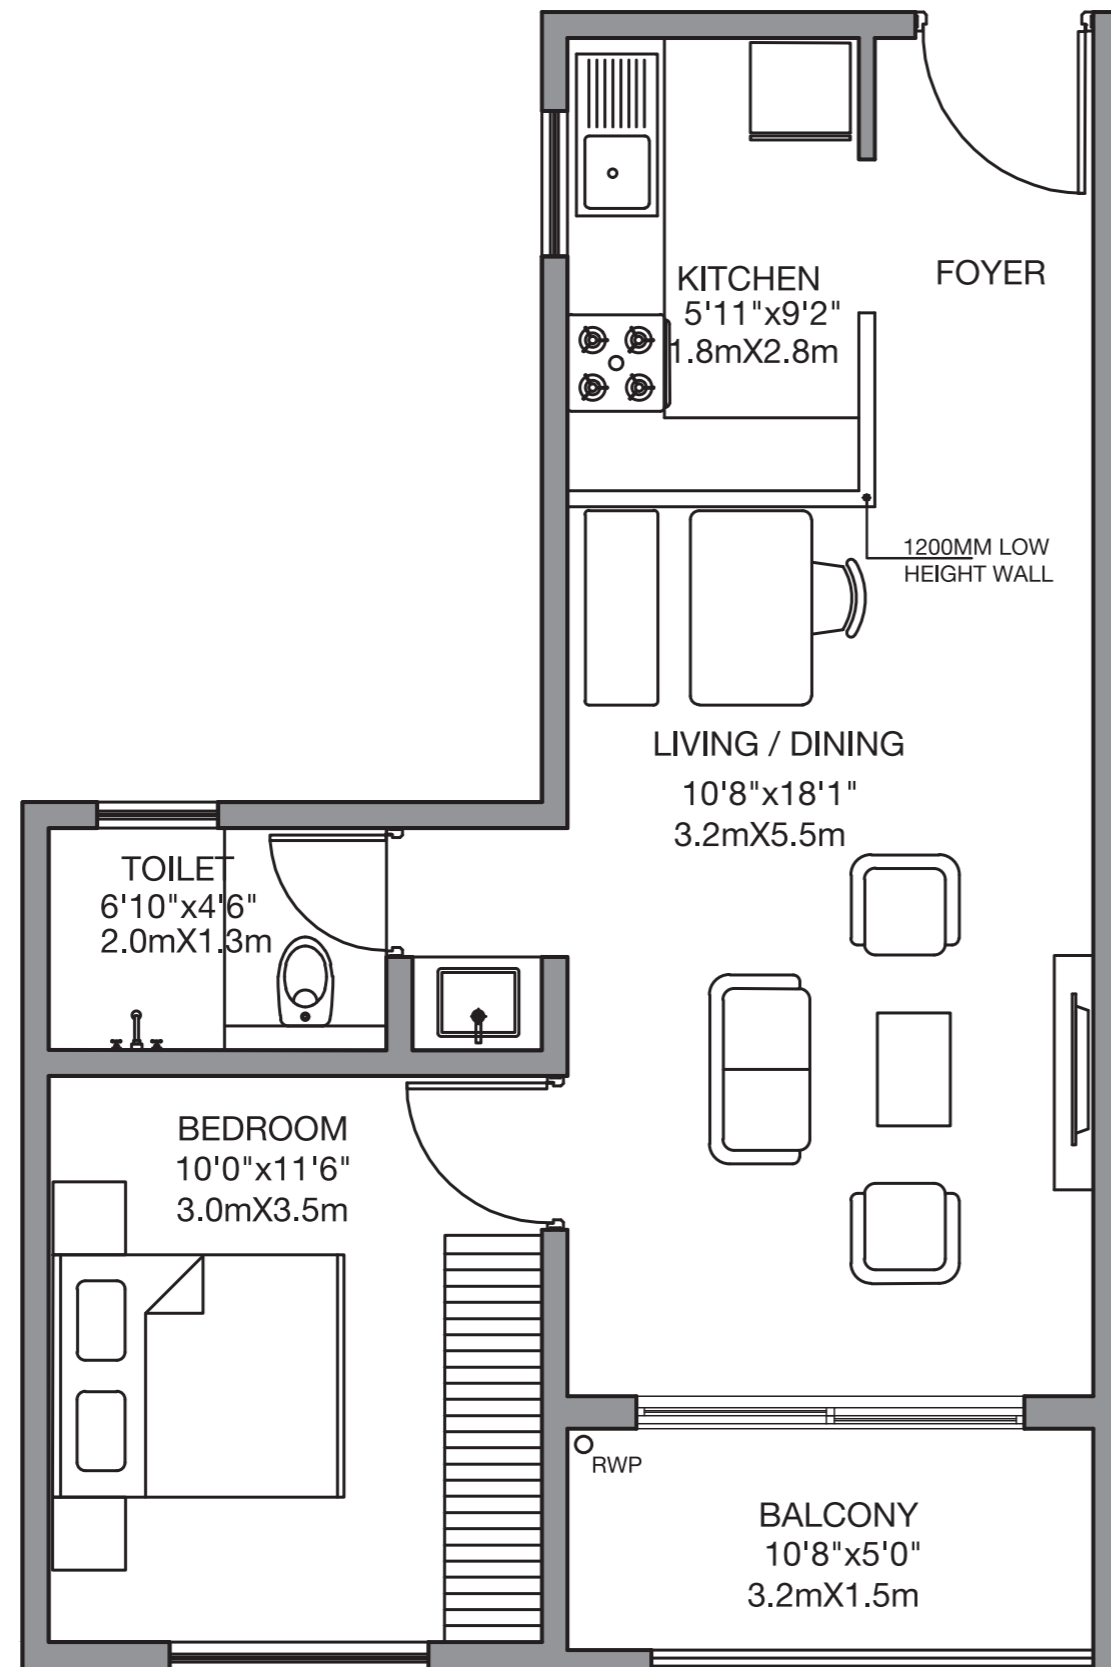 KITCHEN
5'11"x9'2"
1.8mX2.8m
FOYER
1200MM LOW
HEIGHT WALL
LIVING / DINING
10'8"x18'1"
3.2mX5.5m
TOILET
6'10"x4'6"
2.0mX1.3m
BEDROOM
10'0"x11'6"
3.0mX3.5m
RWP
BALCONY
10'8"x5'0"
3.2mX1.5m